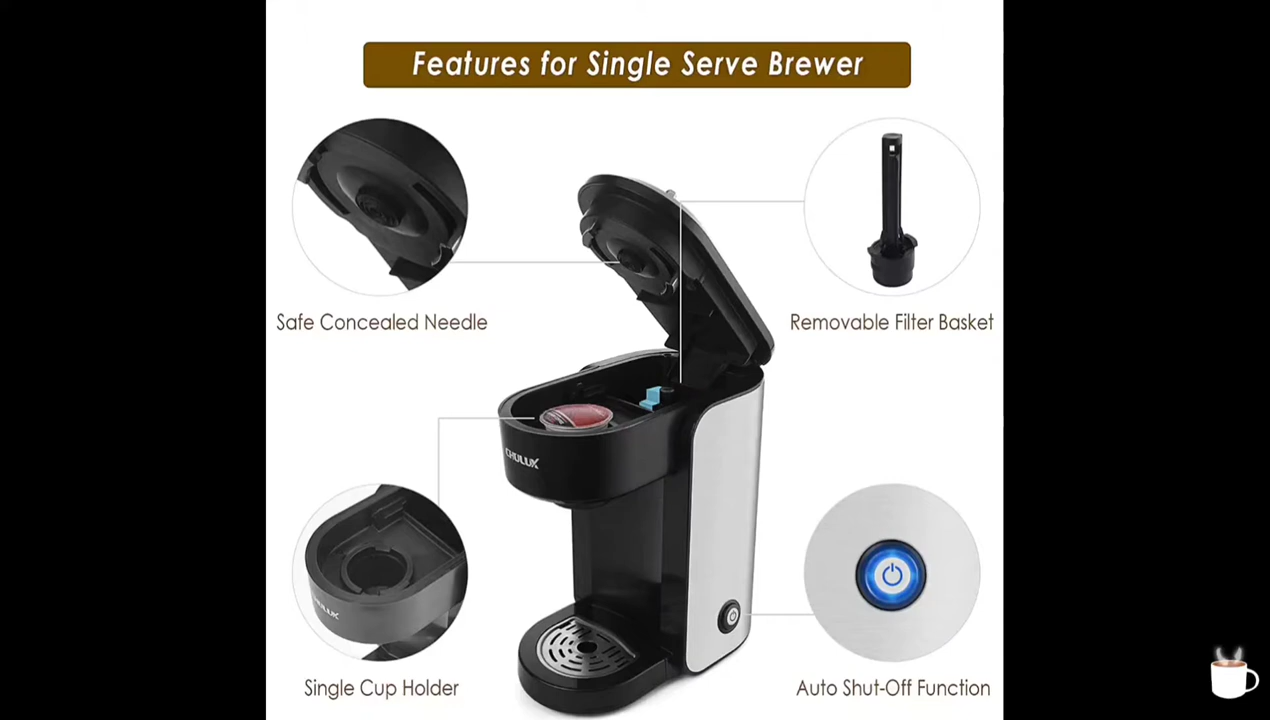 Features for Single Serve Brewer
Safe Concealed Needle
Removable Filter Basket
CHULUX
Single Cup Holder
Auto Shut-Off Function